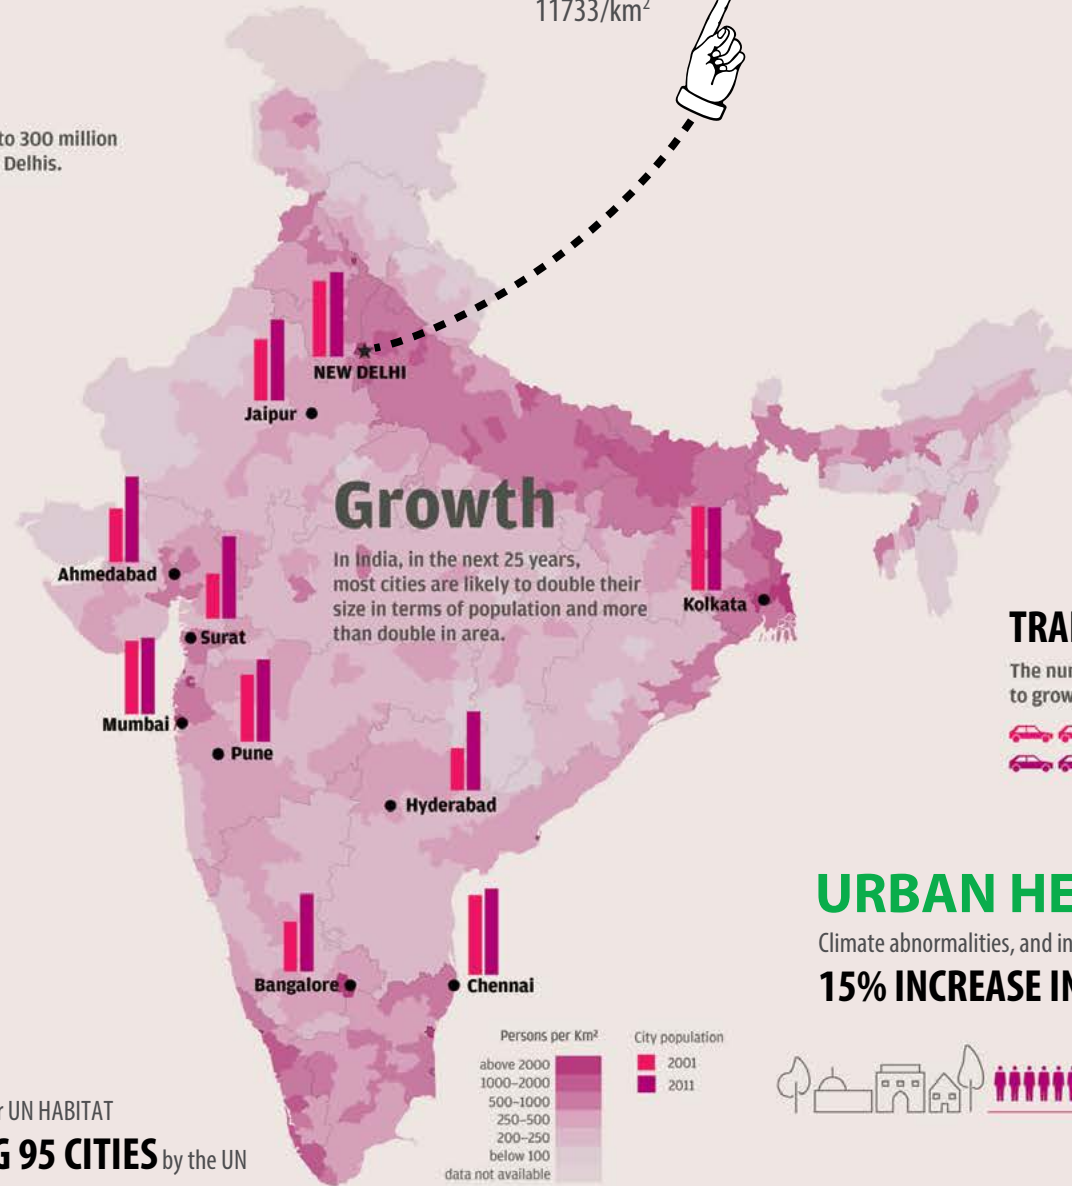 11733/km²
to 300 million
Delhis.
NEW DELHI
Jaipur
Growth
In India, in the next 25 years,
most cities are likely to double their
size in terms of population and more
than double in area.
Ahmedabad
Kolkata
Surat
Mumbai
Pune
Hyderabad
TRA
The nu
to grow
URBAN HE
Climate abnormalities, and in
15% INCREASE IN
Bangalore
Chennai
Persons per Km²
above 2000
1000–2000
500–1000
250–500
200–250
below 100
data not available
City population
2001
2011
r UN HABITAT
G 95 CITIES by the UN